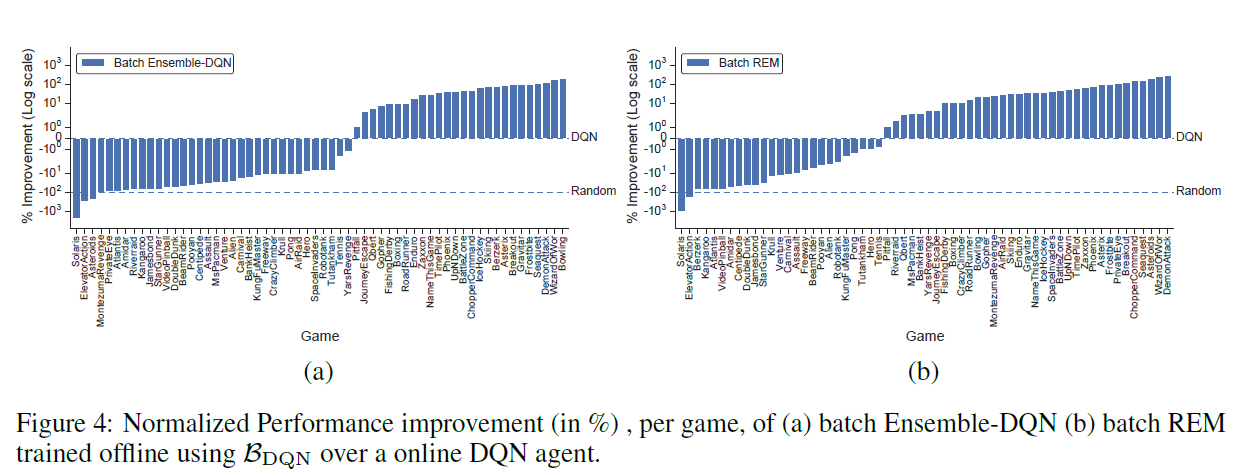 % Improvement (Log scale)
10³
10²
10¹
10⁰
0
-10⁰
-10¹
-10²
-10³
Batch Ensemble-DQN
DQN
Random
Solaris
ElevatorAction
Asteroids
MontezumaRevenge
PrivateEye
Atlantis
Amidar
Riverraid
Kangaroo
Jamesbond
StarGunner
VideoPinball
DoubleDunk
BeamRider
Pooyan
Centipede
Assault
MsPacman
Venture
Alien
Carnival
BankHeist
KungFuMaster
Freeway
CrazyClimber
Krull
Pong
AirRaid
Hero
SpaceInvaders
Robotank
Tutankham
Tennis
YarsRevenge
Pitfall
JourneyEscape
Qbert
Gopher
FishingDerby
Boxing
RoadRunner
Enduro
Zaxxon
NameThisGame
TimePilot
Phoenix
UpNDown
BattleZone
ChopperCommand
IceHockey
Skiing
Berzerk
Asterix
Breakout
Gravitar
Frostbite
Seaquest
DemonAttack
WizardOfWor
Bowling
Game
(a)
% Improvement (Log scale)
10³
10²
10¹
10⁰
0
-10⁰
-10¹
-10²
-10³
Batch REM
DQN
Random
Solaris
ElevatorAction
Berzerk
Kangaroo
Atlantis
VideoPinball
Amidar
Centipede
DoubleDunk
Jamesbond
StarGunner
Krull
Venture
Carnival
Assault
Freeway
BeamRider
Pooyan
Alien
Robotank
KungFuMaster
Pong
Tutankham
Hero
Tennis
Pitfall
Riverraid
Qbert
MsPacman
BankHeist
YarsRevenge
JourneyEscape
FishingDerby
Boxing
CrazyClimber
RoadRunner
Bowling
Gopher
MontezumaRevenge
AirRaid
Skiing
Enduro
Gravitar
NameThisGame
IceHockey
SpaceInvaders
BattleZone
UpNDown
TimePilot
Zaxxon
Phoenix
Asterix
Frostbite
PrivateEye
Breakout
ChopperCommand
Seaquest
Asteroids
WizardOfWor
DemonAttack
Game
(b)
Figure 4: Normalized Performance improvement (in %) , per game, of (a) batch Ensemble-DQN (b) batch REM
trained offline using 𝓑DQN over a online DQN agent.